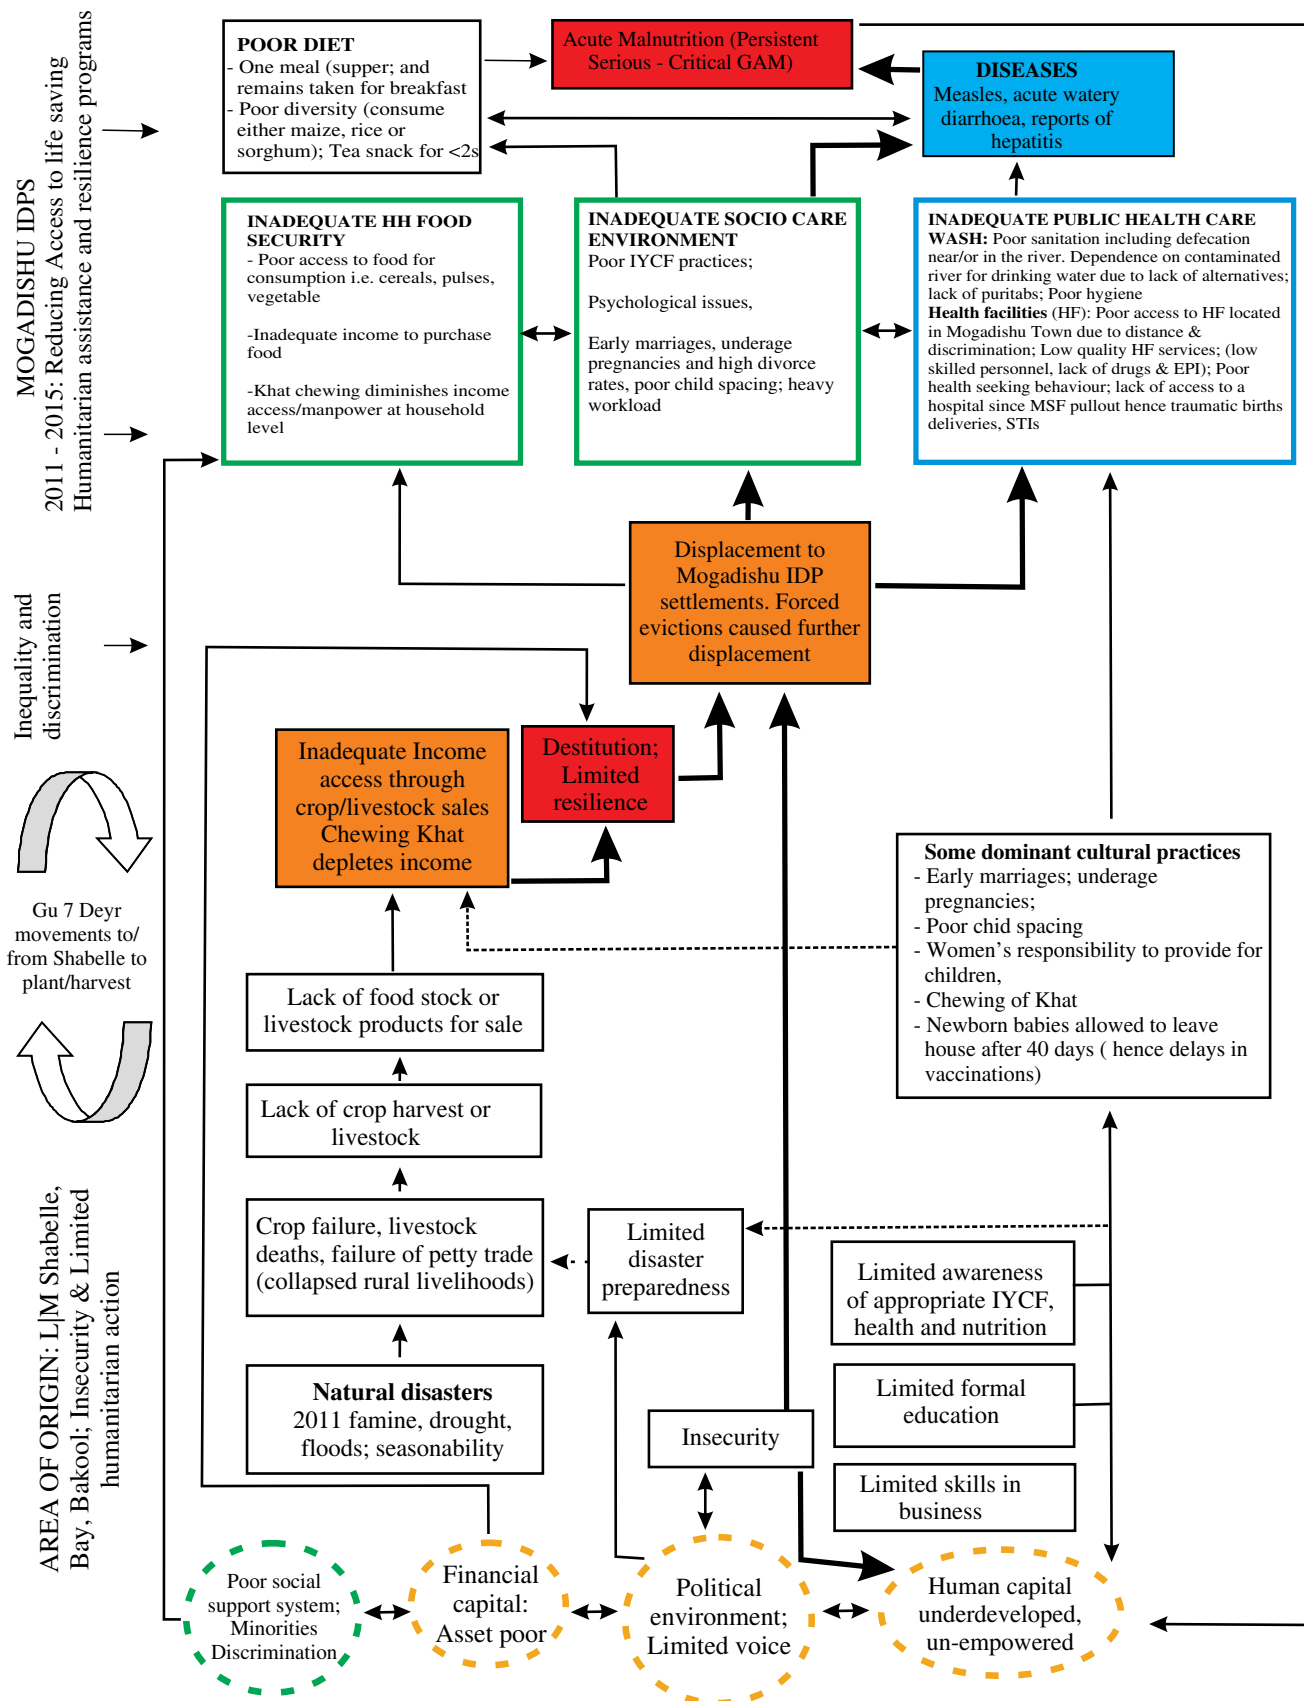 POOR DIET
- One meal (supper; and
remains taken for breakfast
- Poor diversity (consume
either maize, rice or
sorghum); Tea snack for <2s
Acute Malnutrition (Persistent
Serious - Critical GAM)
DISEASES
Measles, acute watery
diarrhoea, reports of
hepatitis
MOGADISHU IDPS
2011 - 2015: Reducing Access to life saving
Humanitarian assistance and resilience programs
INADEQUATE HH FOOD
SECURITY
- Poor access to food for
consumption i.e. cereals, pulses,
vegetable
-Inadequate income to purchase
food
-Khat chewing diminishes income
access/manpower at household
level
INADEQUATE SOCIO CARE
ENVIRONMENT
Poor IYCF practices;
Psychological issues,
Early marriages, underage
pregnancies and high divorce
rates, poor child spacing; heavy
workload
INADEQUATE PUBLIC HEALTH CARE
WASH: Poor sanitation including defecation
near/or in the river. Dependence on contaminated
river for drinking water due to lack of alternatives;
lack of puritabs; Poor hygiene
Health facilities (HF): Poor access to HF located
in Mogadishu Town due to distance &
discrimination; Low quality HF services; (low
skilled personnel, lack of drugs & EPI); Poor
health seeking behaviour; lack of access to a
hospital since MSF pullout hence traumatic births
deliveries, STIs
Displacement to
Mogadishu IDP
settlements. Forced
evictions caused further
displacement
Inequality and
discrimination
Inadequate Income
access through
crop/livestock sales
Chewing Khat
depletes income
Destitution;
Limited
resilience
Some dominant cultural practices
- Early marriages; underage
pregnancies;
- Poor chid spacing
- Women's responsibility to provide for
children,
- Chewing of Khat
- Newborn babies allowed to leave
house after 40 days ( hence delays in
vaccinations)
Gu 7 Deyr
movements to/
from Shabelle to
plant/harvest
Lack of food stock or
livestock products for sale
Lack of crop harvest or
livestock
Crop failure, livestock
deaths, failure of petty trade
(collapsed rural livelihoods)
Limited
disaster
preparedness
Limited awareness
of appropriate IYCF,
health and nutrition
AREA OF ORIGIN: L|M Shabelle,
Bay, Bakool; Insecurity & Limited
humanitarian action
Natural disasters
2011 famine, drought,
floods; seasonability
Limited formal
education
Insecurity
Limited skills in
business
Poor social
support system;
Minorities
Discrimination
Financial
capital:
Asset poor
Political
environment;
Limited voice
Human capital
underdeveloped,
un-empowered